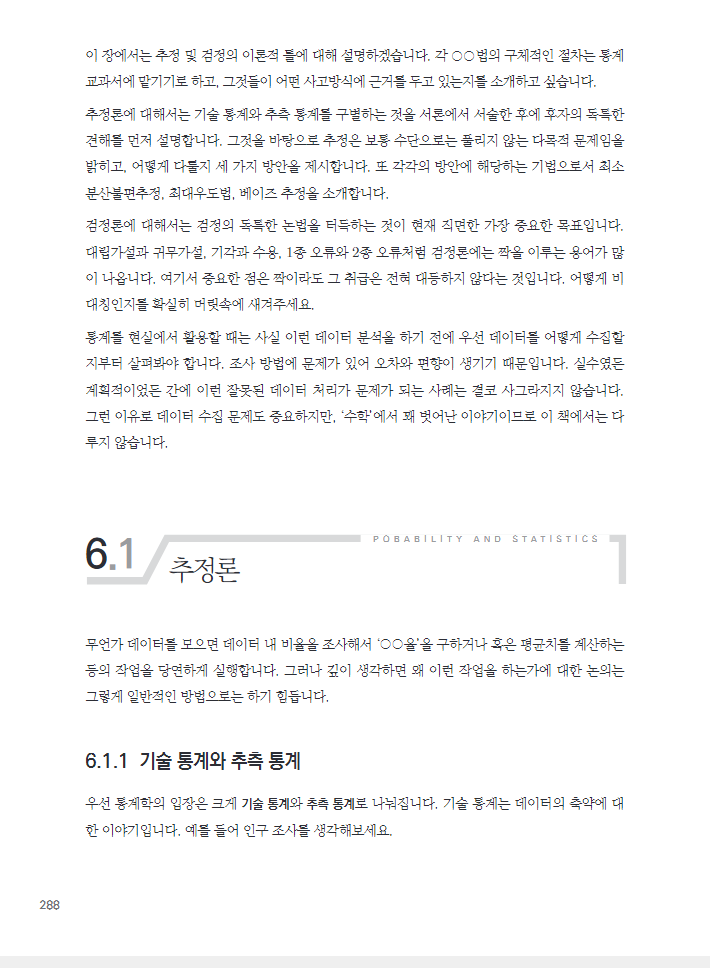 이 장에서는 추정 및 검정의 이론적 틀에 대해 설명하겠습니다. 각 ○○법의 구체적인 절차는 통계
교과서에 맡기기로 하고, 그것들이 어떤 사고방식에 근거를 두고 있는지를 소개하고 싶습니다.
추정론에 대해서는 기술 통계와 추측 통계를 구별하는 것을 서론에서 서술한 후에 후자의 독특한
견해를 먼저 설명합니다. 그것을 바탕으로 추정은 보통 수단으로는 풀리지 않는 다목적 문제임을
밝히고, 어떻게 다룰지 세 가지 방안을 제시합니다. 또 각각의 방안에 해당하는 기법으로서 최소
분산불편추정, 최대우도법, 베이즈 추정을 소개합니다.
검정론에 대해서는 검정의 독특한 논법을 터득하는 것이 현재 직면한 가장 중요한 목표입니다.
대립가설과 귀무가설, 기각과 수용, 1종 오류와 2종 오류처럼 검정론에는 짝을 이루는 용어가 많
이 나옵니다. 여기서 중요한 점은 짝이라도 그 취급은 전혀 대등하지 않다는 것입니다. 어떻게 비
대칭인지를 확실히 머릿속에 새겨주세요.
통계를 현실에서 활용할 때는 사실 이런 데이터 분석을 하기 전에 우선 데이터를 어떻게 수집할
지부터 살펴봐야 합니다. 조사 방법에 문제가 있어 오차와 편향이 생기기 때문입니다. 실수였든
계획적이었든 간에 이런 잘못된 데이터 처리가 문제가 되는 사례는 결코 사그라지지 않습니다.
그런 이유로 데이터 수집 문제도 중요하지만, ‘수학’에서 꽤 벗어난 이야기이므로 이 책에서는 다
루지 않습니다.
POBABILITY AND STATISTICS
6.1 추정론
무언가 데이터를 모으면 데이터 내 비율을 조사해서 ‘○○율’을 구하거나 혹은 평균치를 계산하는
등의 작업을 당연하게 실행합니다. 그러나 깊이 생각하면 왜 이런 작업을 하는가에 대한 논의는
그렇게 일반적인 방법으로는 하기 힘듭니다.
6.1.1 기술 통계와 추측 통계
우선 통계학의 입장은 크게 기술 통계와 추측 통계로 나눠집니다. 기술 통계는 데이터의 축약에 대
한 이야기입니다. 예를 들어 인구 조사를 생각해보세요.
288